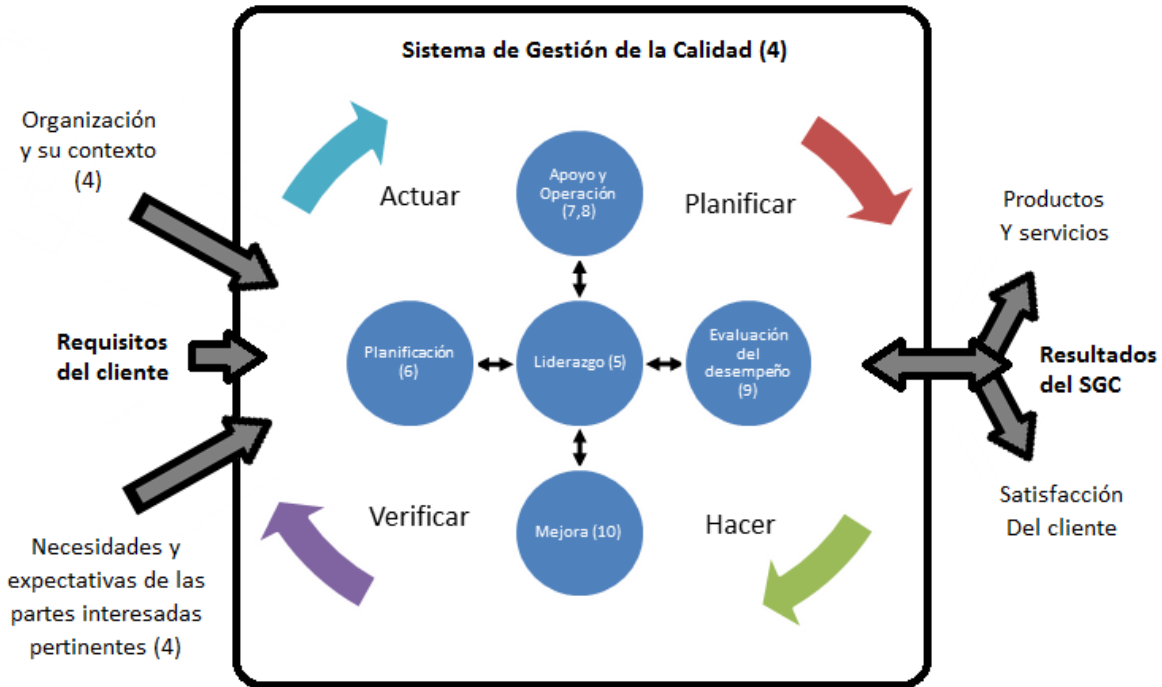 Sistema de Gestión de la Calidad (4)
Organización
y su contexto
(4)
Actuar
Apoyo y
Operación
(7,8)
Planificar
Productos
Y servicios
Requisitos
del cliente
Planificación
(6)
Liderazgo (5)
Evaluación
del
desempeño
(9)
Resultados
del SGC
Verificar
Mejora (10)
Hacer
Necesidades y
expectativas de las
partes interesadas
pertinentes (4)
Satisfacción
Del cliente